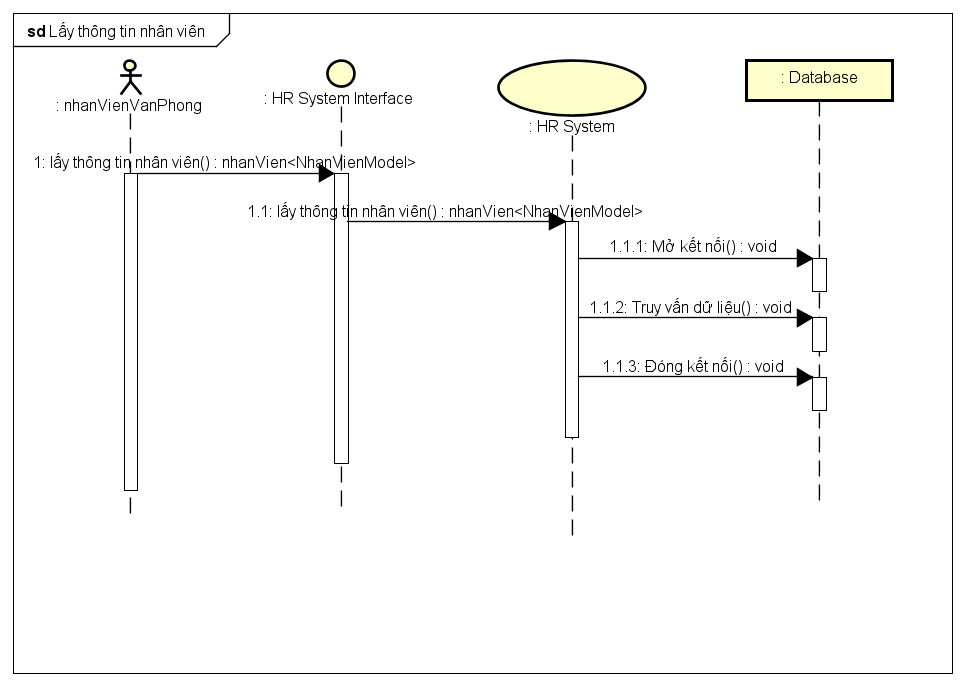 sd Lấy thông tin nhân viên
: nhanVienVanPhong
: HR System Interface
: HR System
: Database
1: lấy thông tin nhân viên() : nhanVien<NhanVienModel>
1.1: lấy thông tin nhân viên() : nhanVien<NhanVienModel>
1.1.1: Mở kết nối() : void
1.1.2: Truy vấn dữ liệu() : void
1.1.3: Đóng kết nối() : void